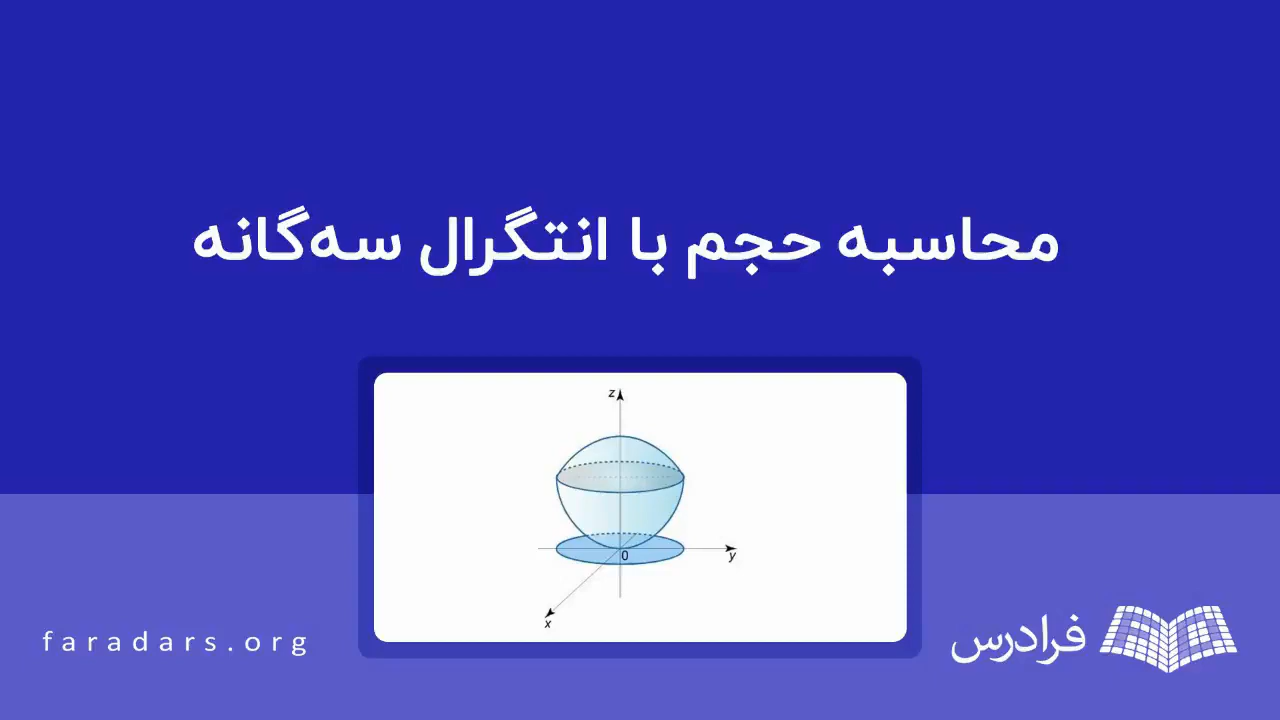 محاسبه حجم با انتگرال سه‌گانه
z
0
y
x
faradars.org
فرادرس